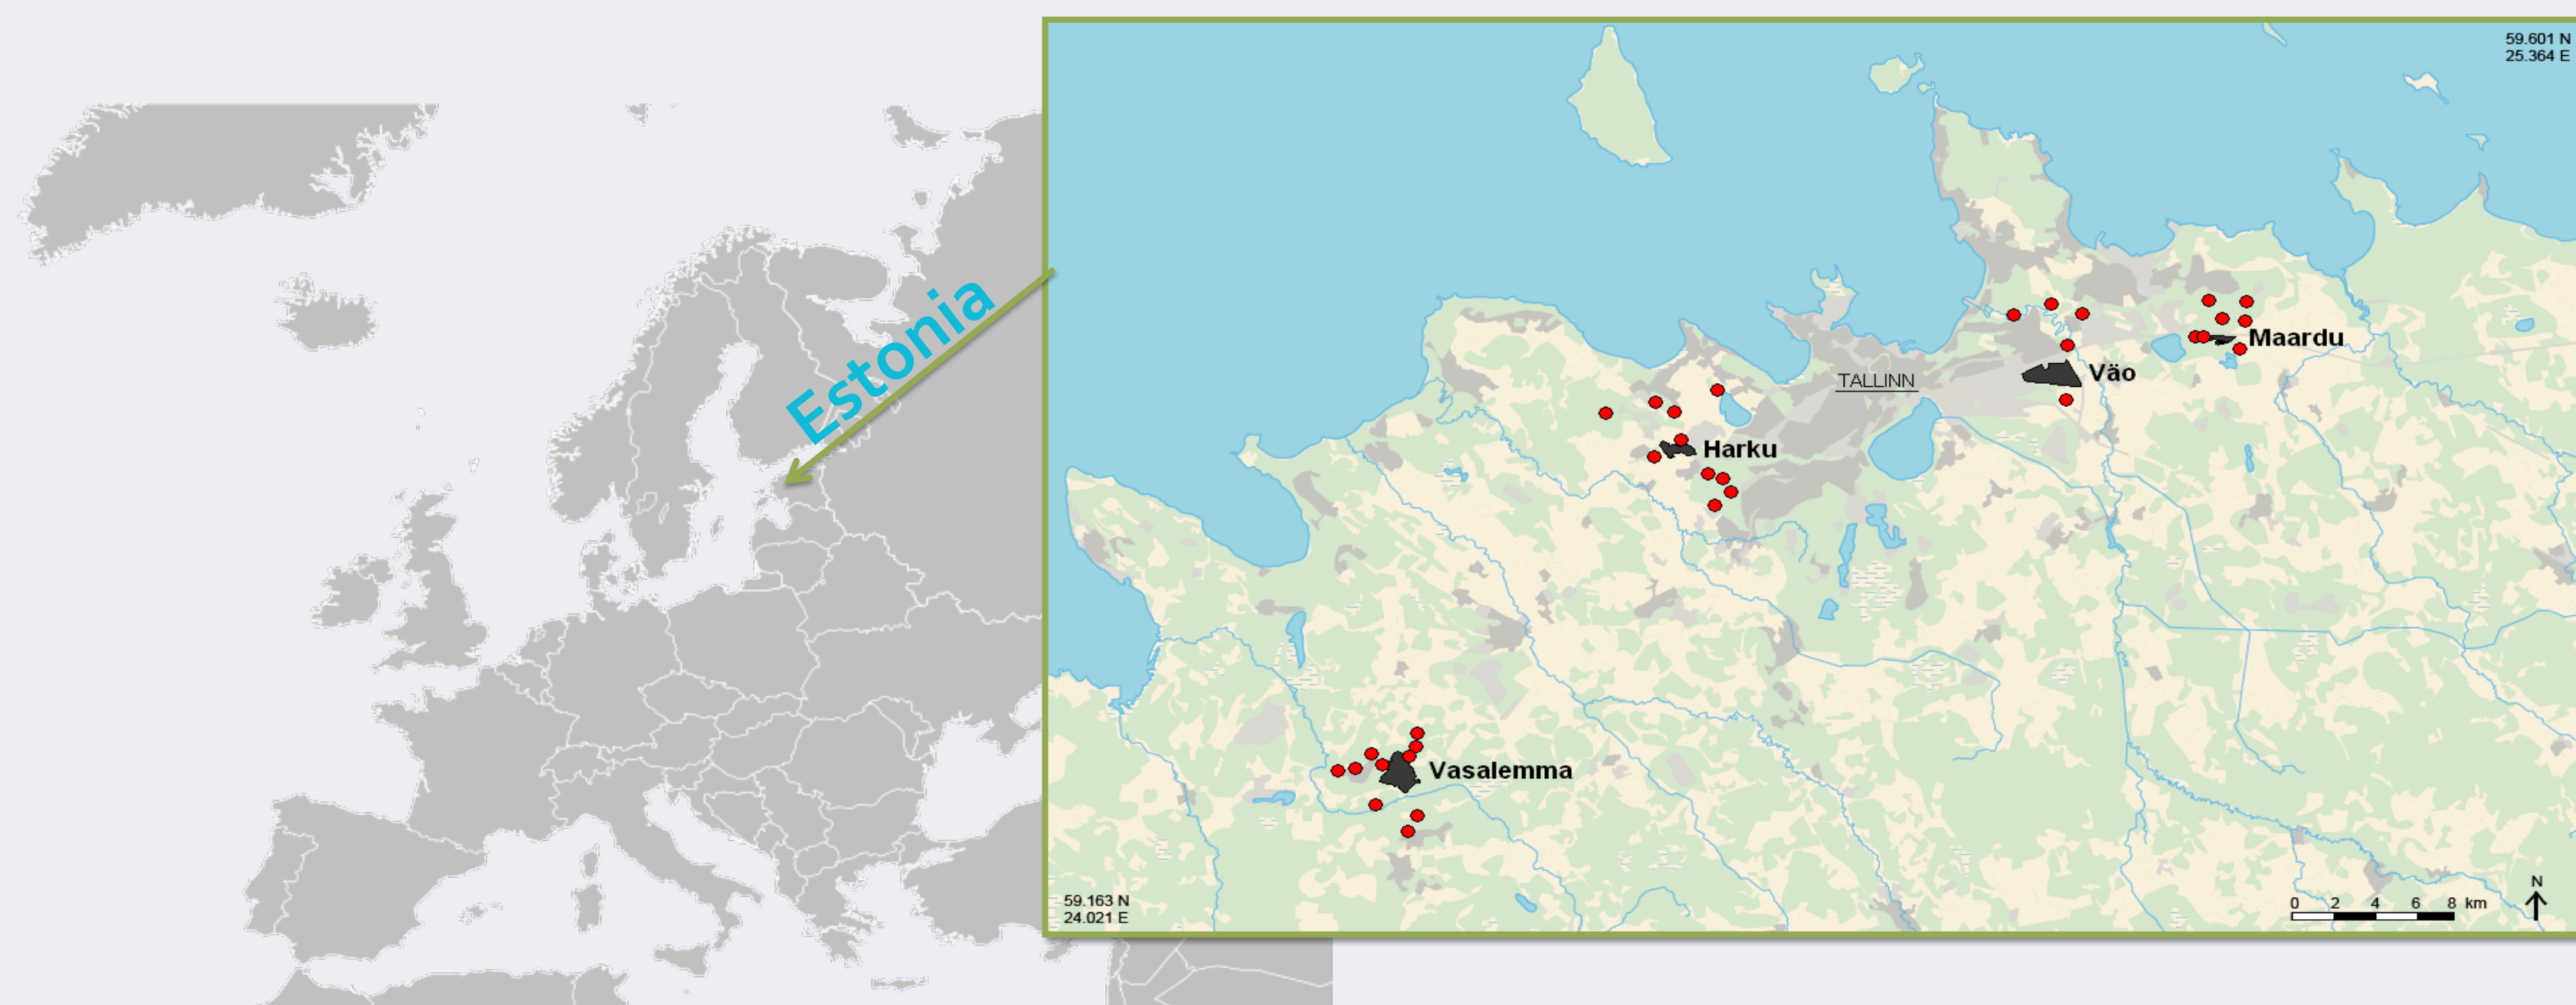 Estonia
59.601 N
25.364 E
Maardu
Väo
TALLINN
Harku
Vasalemma
59.163 N
24.021 E
N
0 2 4 6 8 km